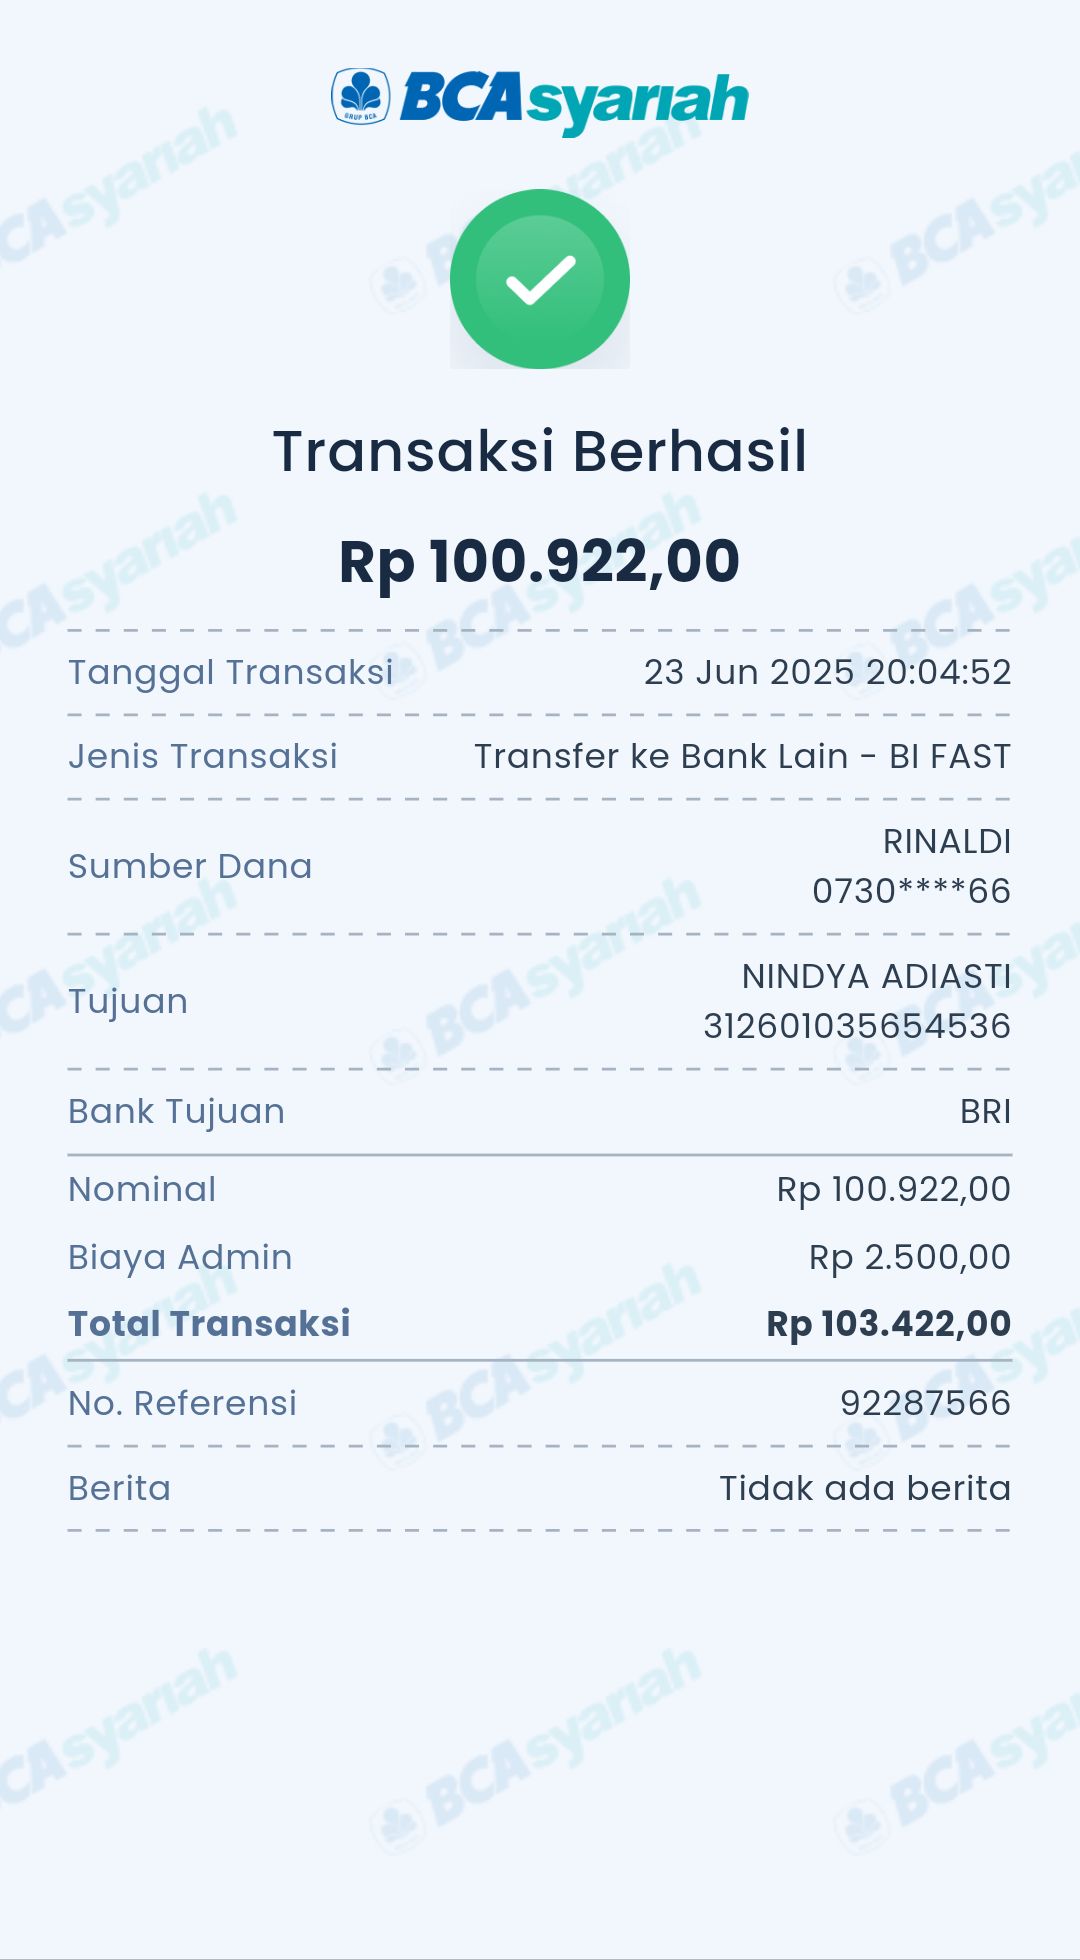 GRUP BCA
BCAsyariah
Transaksi Berhasil
Rp 100.922,00
Tanggal Transaksi 23 Jun 2025 20:04:52
Jenis Transaksi Transfer ke Bank Lain - BI FAST
Sumber Dana RINALDI
0730****66
Tujuan NINDYA ADIASTI
312601035654536
Bank Tujuan BRI
Nominal Rp 100.922,00
Biaya Admin Rp 2.500,00
Total Transaksi Rp 103.422,00
No. Referensi 92287566
Berita Tidak ada berita